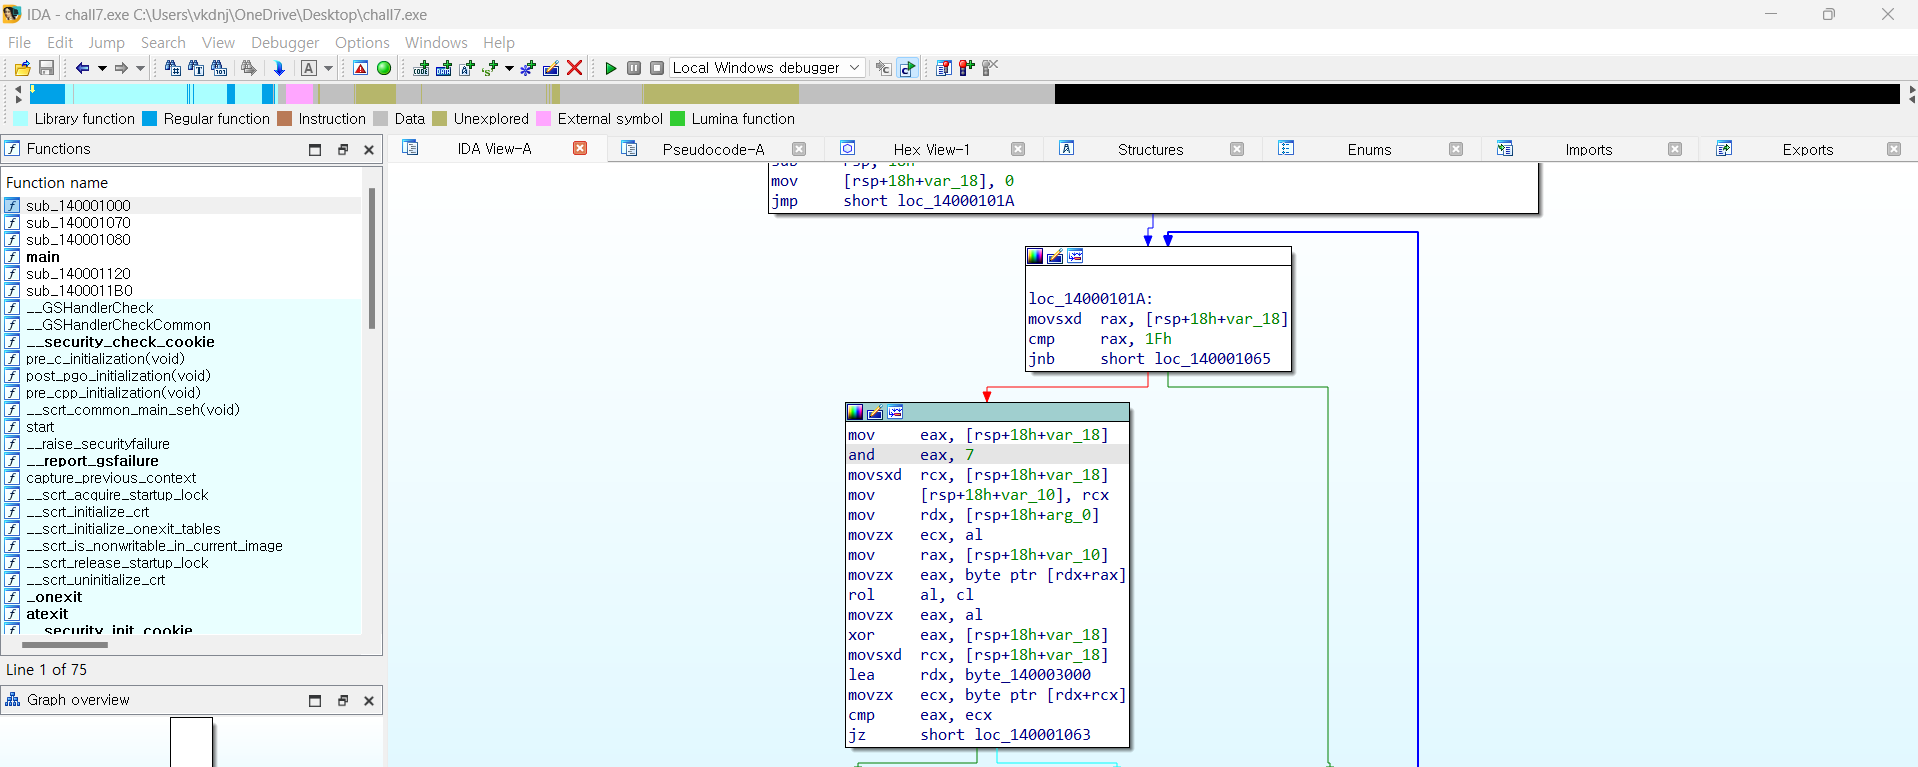 IDA - chall7.exe C:\Users\vkdnj\OneDrive\Desktop\chall7.exe
File Edit Jump Search View Debugger Options Windows Help
Local Windows debugger
Library function Regular function Instruction Data Unexplored External symbol Lumina function
Functions
IDA View-A Pseudocode-A Hex View-1 Structures Enums Imports Exports
Function name
sub_140001000
sub_140001070
sub_140001080
main
sub_140001120
sub_1400011B0
__GSHandlerCheck
__GSHandlerCheckCommon
__security_check_cookie
pre_c_initialization(void)
post_pgo_initialization(void)
pre_cpp_initialization(void)
__scrt_common_main_seh(void)
start
__raise_securityfailure
__report_gsfailure
capture_previous_context
__scrt_acquire_startup_lock
__scrt_initialize_crt
__scrt_initialize_onexit_tables
__scrt_is_nonwritable_in_current_image
__scrt_release_startup_lock
__scrt_uninitialize_crt
_onexit
atexit
__security_init_cookie
Line 1 of 75
Graph overview
sub rsp, 18h
mov [rsp+18h+var_18], 0
jmp short loc_14000101A
loc_14000101A:
movsxd rax, [rsp+18h+var_18]
cmp rax, 1Fh
jnb short loc_140001065
mov eax, [rsp+18h+var_18]
and eax, 7
movsxd rcx, [rsp+18h+var_18]
mov [rsp+18h+var_10], rcx
mov rdx, [rsp+18h+arg_0]
movzx ecx, al
mov rax, [rsp+18h+var_10]
movzx eax, byte ptr [rdx+rax]
rol al, cl
movzx eax, al
xor eax, [rsp+18h+var_18]
movsxd rcx, [rsp+18h+var_18]
lea rdx, byte_140003000
movzx ecx, byte ptr [rdx+rcx]
cmp eax, ecx
jz short loc_140001063